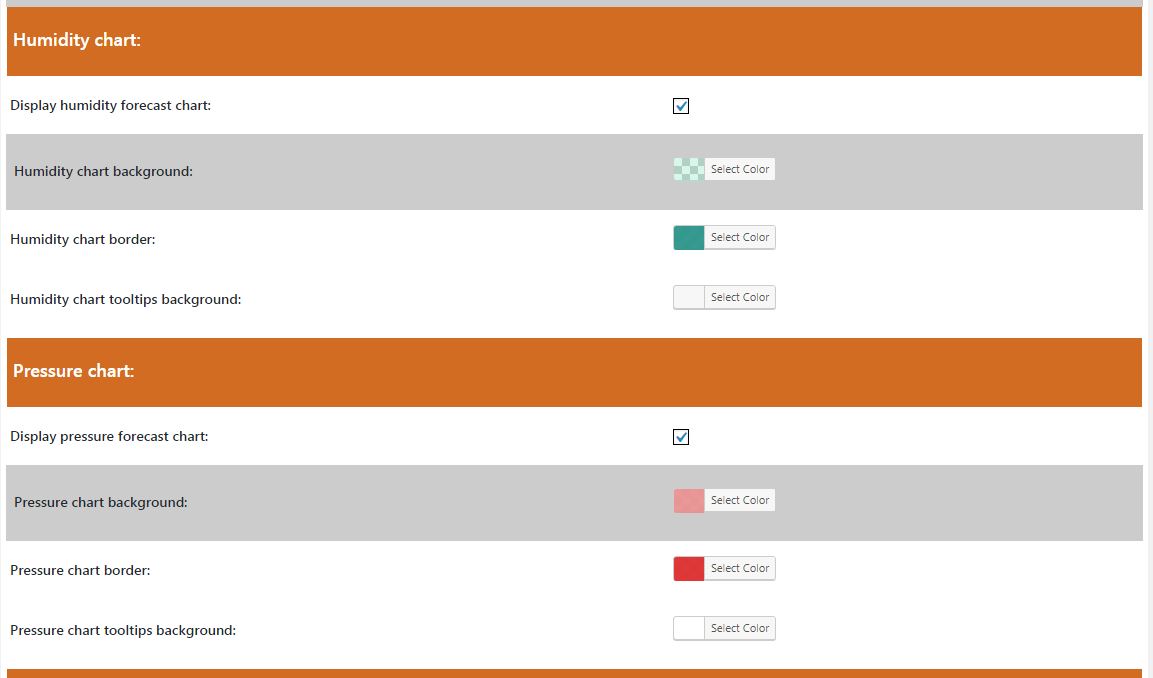 Humidity chart:
Display humidity forecast chart:
Humidity chart background:
Select Color
Humidity chart border:
Select Color
Humidity chart tooltips background:
Select Color
Pressure chart:
Display pressure forecast chart:
Pressure chart background:
Select Color
Pressure chart border:
Select Color
Pressure chart tooltips background:
Select Color